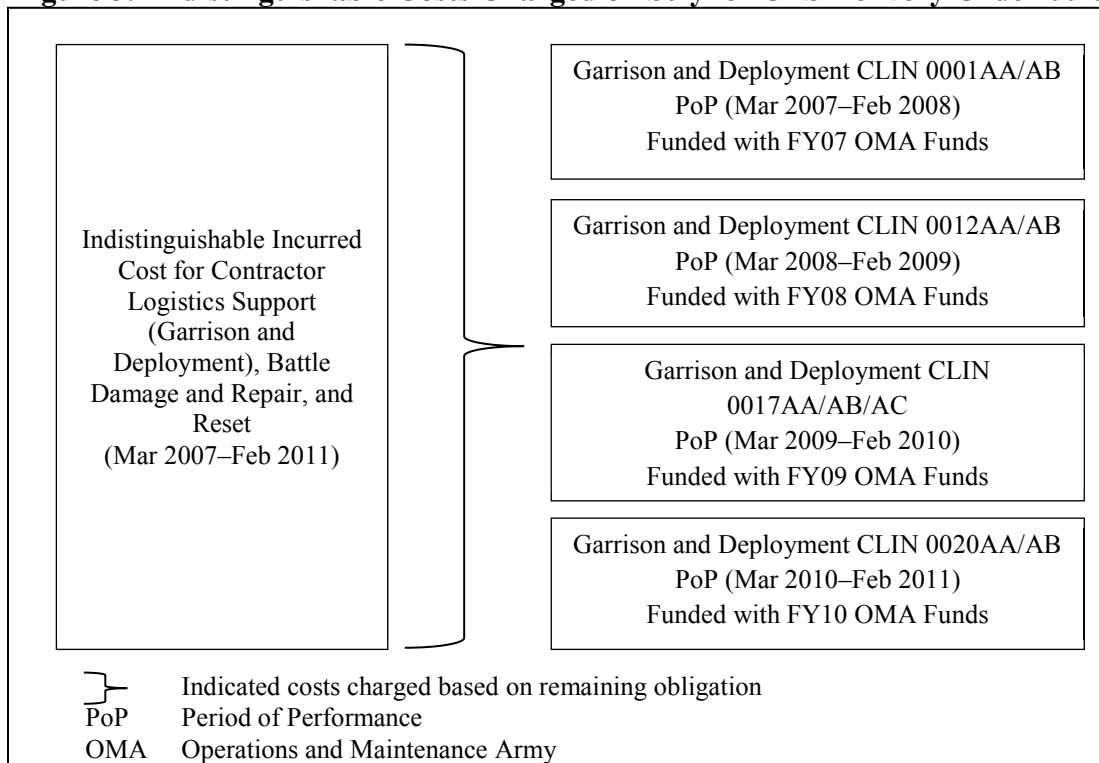 Indistinguishable Incurred
Cost for Contractor
Logistics Support
(Garrison and
Deployment), Battle
Damage and Repair, and
Reset
(Mar 2007–Feb 2011)
Garrison and Deployment CLIN 0001AA/AB
PoP (Mar 2007–Feb 2008)
Funded with FY07 OMA Funds
Garrison and Deployment CLIN 0012AA/AB
PoP (Mar 2008–Feb 2009)
Funded with FY08 OMA Funds
Garrison and Deployment CLIN
0017AA/AB/AC
PoP (Mar 2009–Feb 2010)
Funded with FY09 OMA Funds
Garrison and Deployment CLIN 0020AA/AB
PoP (Mar 2010–Feb 2011)
Funded with FY10 OMA Funds
Indicated costs charged based on remaining obligation
PoP Period of Performance
OMA Operations and Maintenance Army